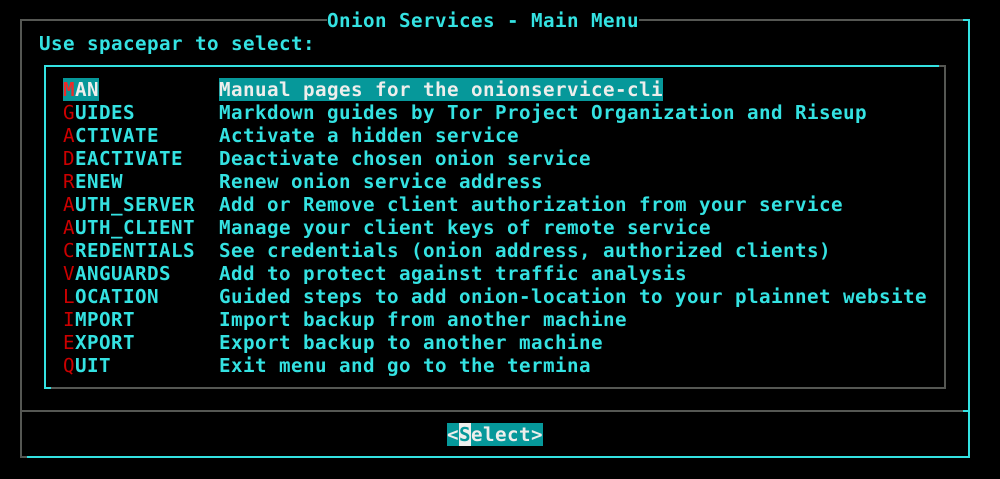 Onion Services - Main Menu
Use spacepar to select:
MAN Manual pages for the onionservice-cli
GUIDES Markdown guides by Tor Project Organization and Riseup
ACTIVATE Activate a hidden service
DEACTIVATE Deactivate chosen onion service
RENEW Renew onion service address
AUTH_SERVER Add or Remove client authorization from your service
AUTH_CLIENT Manage your client keys of remote service
CREDENTIALS See credentials (onion address, authorized clients)
VANGUARDS Add to protect against traffic analysis
LOCATION Guided steps to add onion-location to your plainnet website
IMPORT Import backup from another machine
EXPORT Export backup to another machine
QUIT Exit menu and go to the termina
<Select>